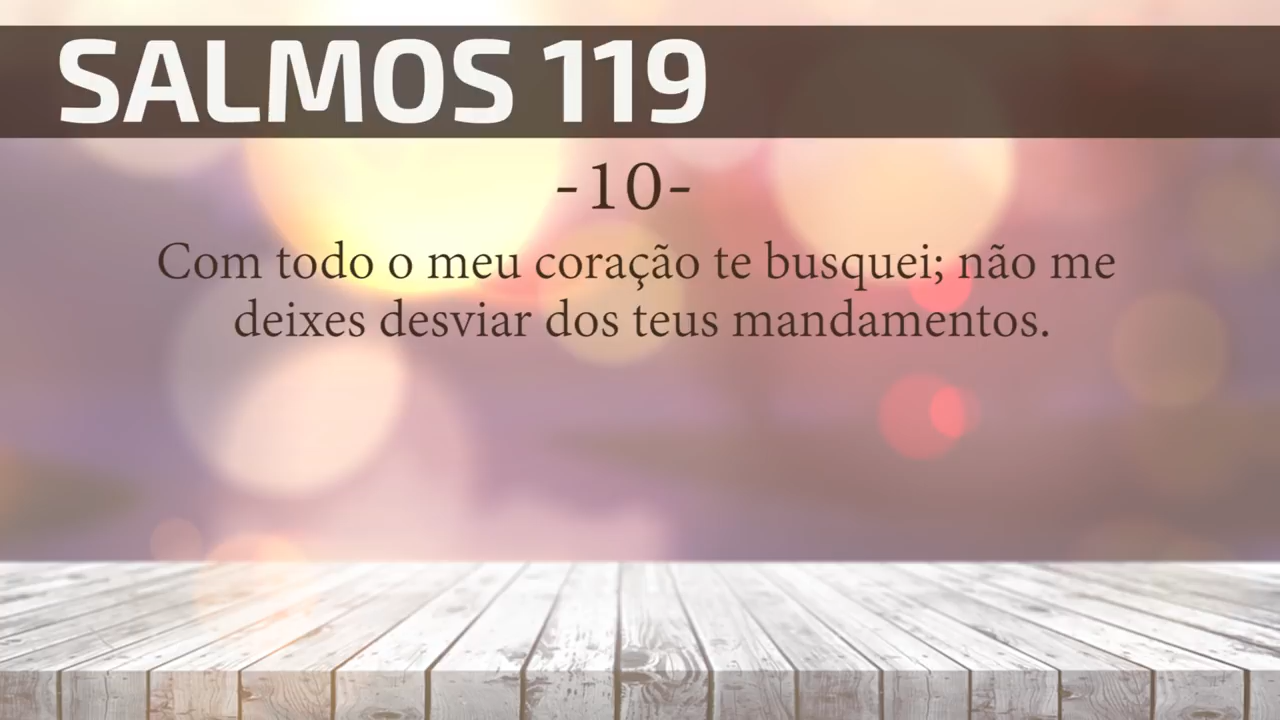 SALMOS 119
-10-
Com todo o meu coração te busquei; não me
deixes desviar dos teus mandamentos.